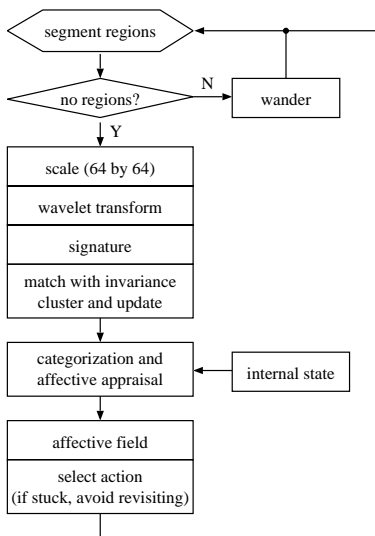 segment regions
no regions?
N
wander
Y
scale (64 by 64)
wavelet transform
signature
match with invariance
cluster and update
categorization and
affective appraisal
internal state
affective field
select action
(if stuck, avoid revisiting)